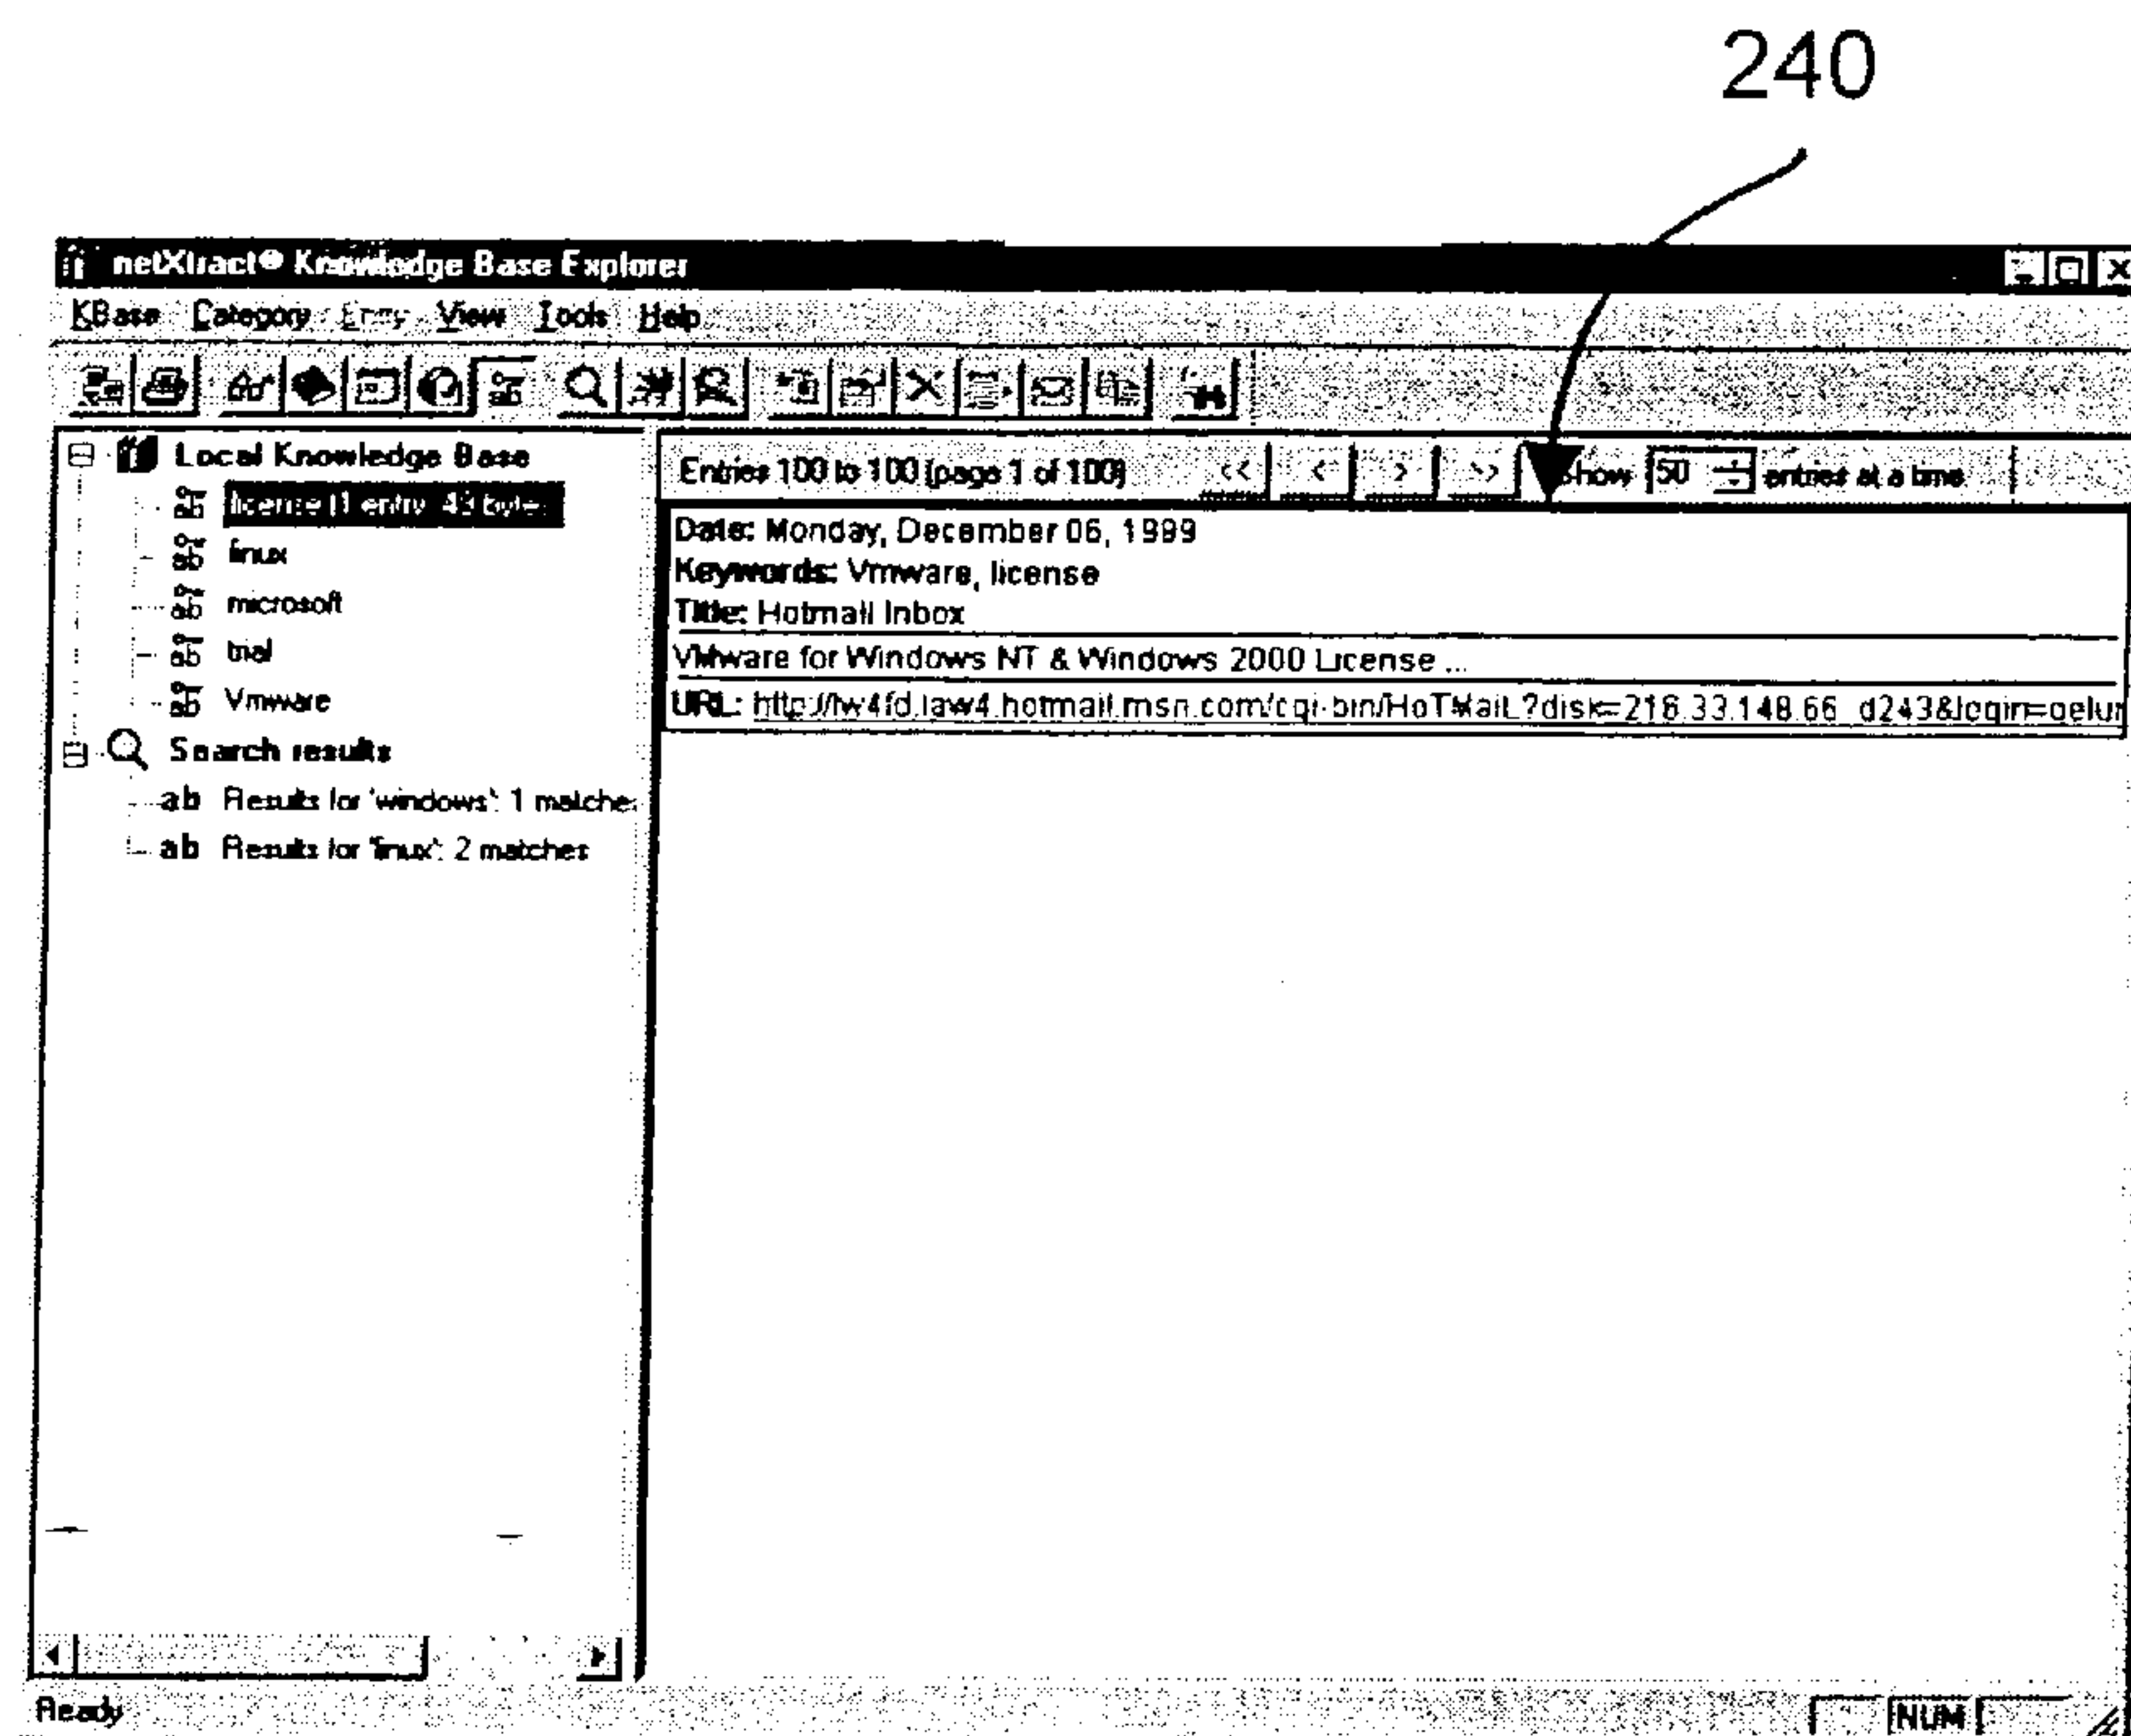 240
netXtract® Knowledge Base Explorer
KBase Category Entry View Tools Help
Local Knowledge Base
license (1 entry, 43 bytes
linux
microsoft
trial
Vmware
Search results
ab Results for 'windows': 1 matche
ab Results for 'linux': 2 matches
Entries 100 to 100 (page 1 of 100) << < > >> Show 50 entries at a time
Date: Monday, December 06, 1999
Keywords: Vmware, license
Title: Hotmail Inbox
VMware for Windows NT & Windows 2000 License ...
URL: http://lw4fd.law4.hotmail.msn.com/cgi-bin/HoTMaiL?disk=216.33.148.66_d243&login=gelur
Ready
NUM